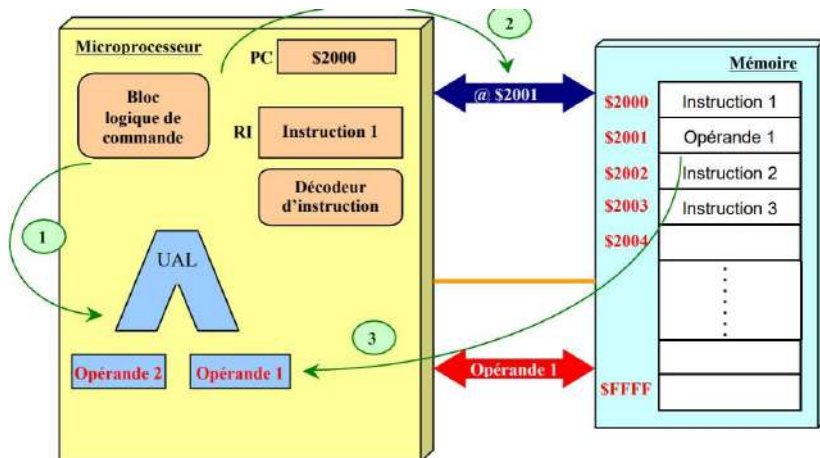 2
Microprocesseur
PC
$2000
Mémoire
Bloc
logique de
commande
@ $2001
$2000
Instruction 1
RI
Instruction 1
$2001
Opérande 1
$2002
Instruction 2
Décodeur
d'instruction
$2003
Instruction 3
1
$2004
UAL
3
Opérande 2
Opérande 1
Opérande 1
$FFFF